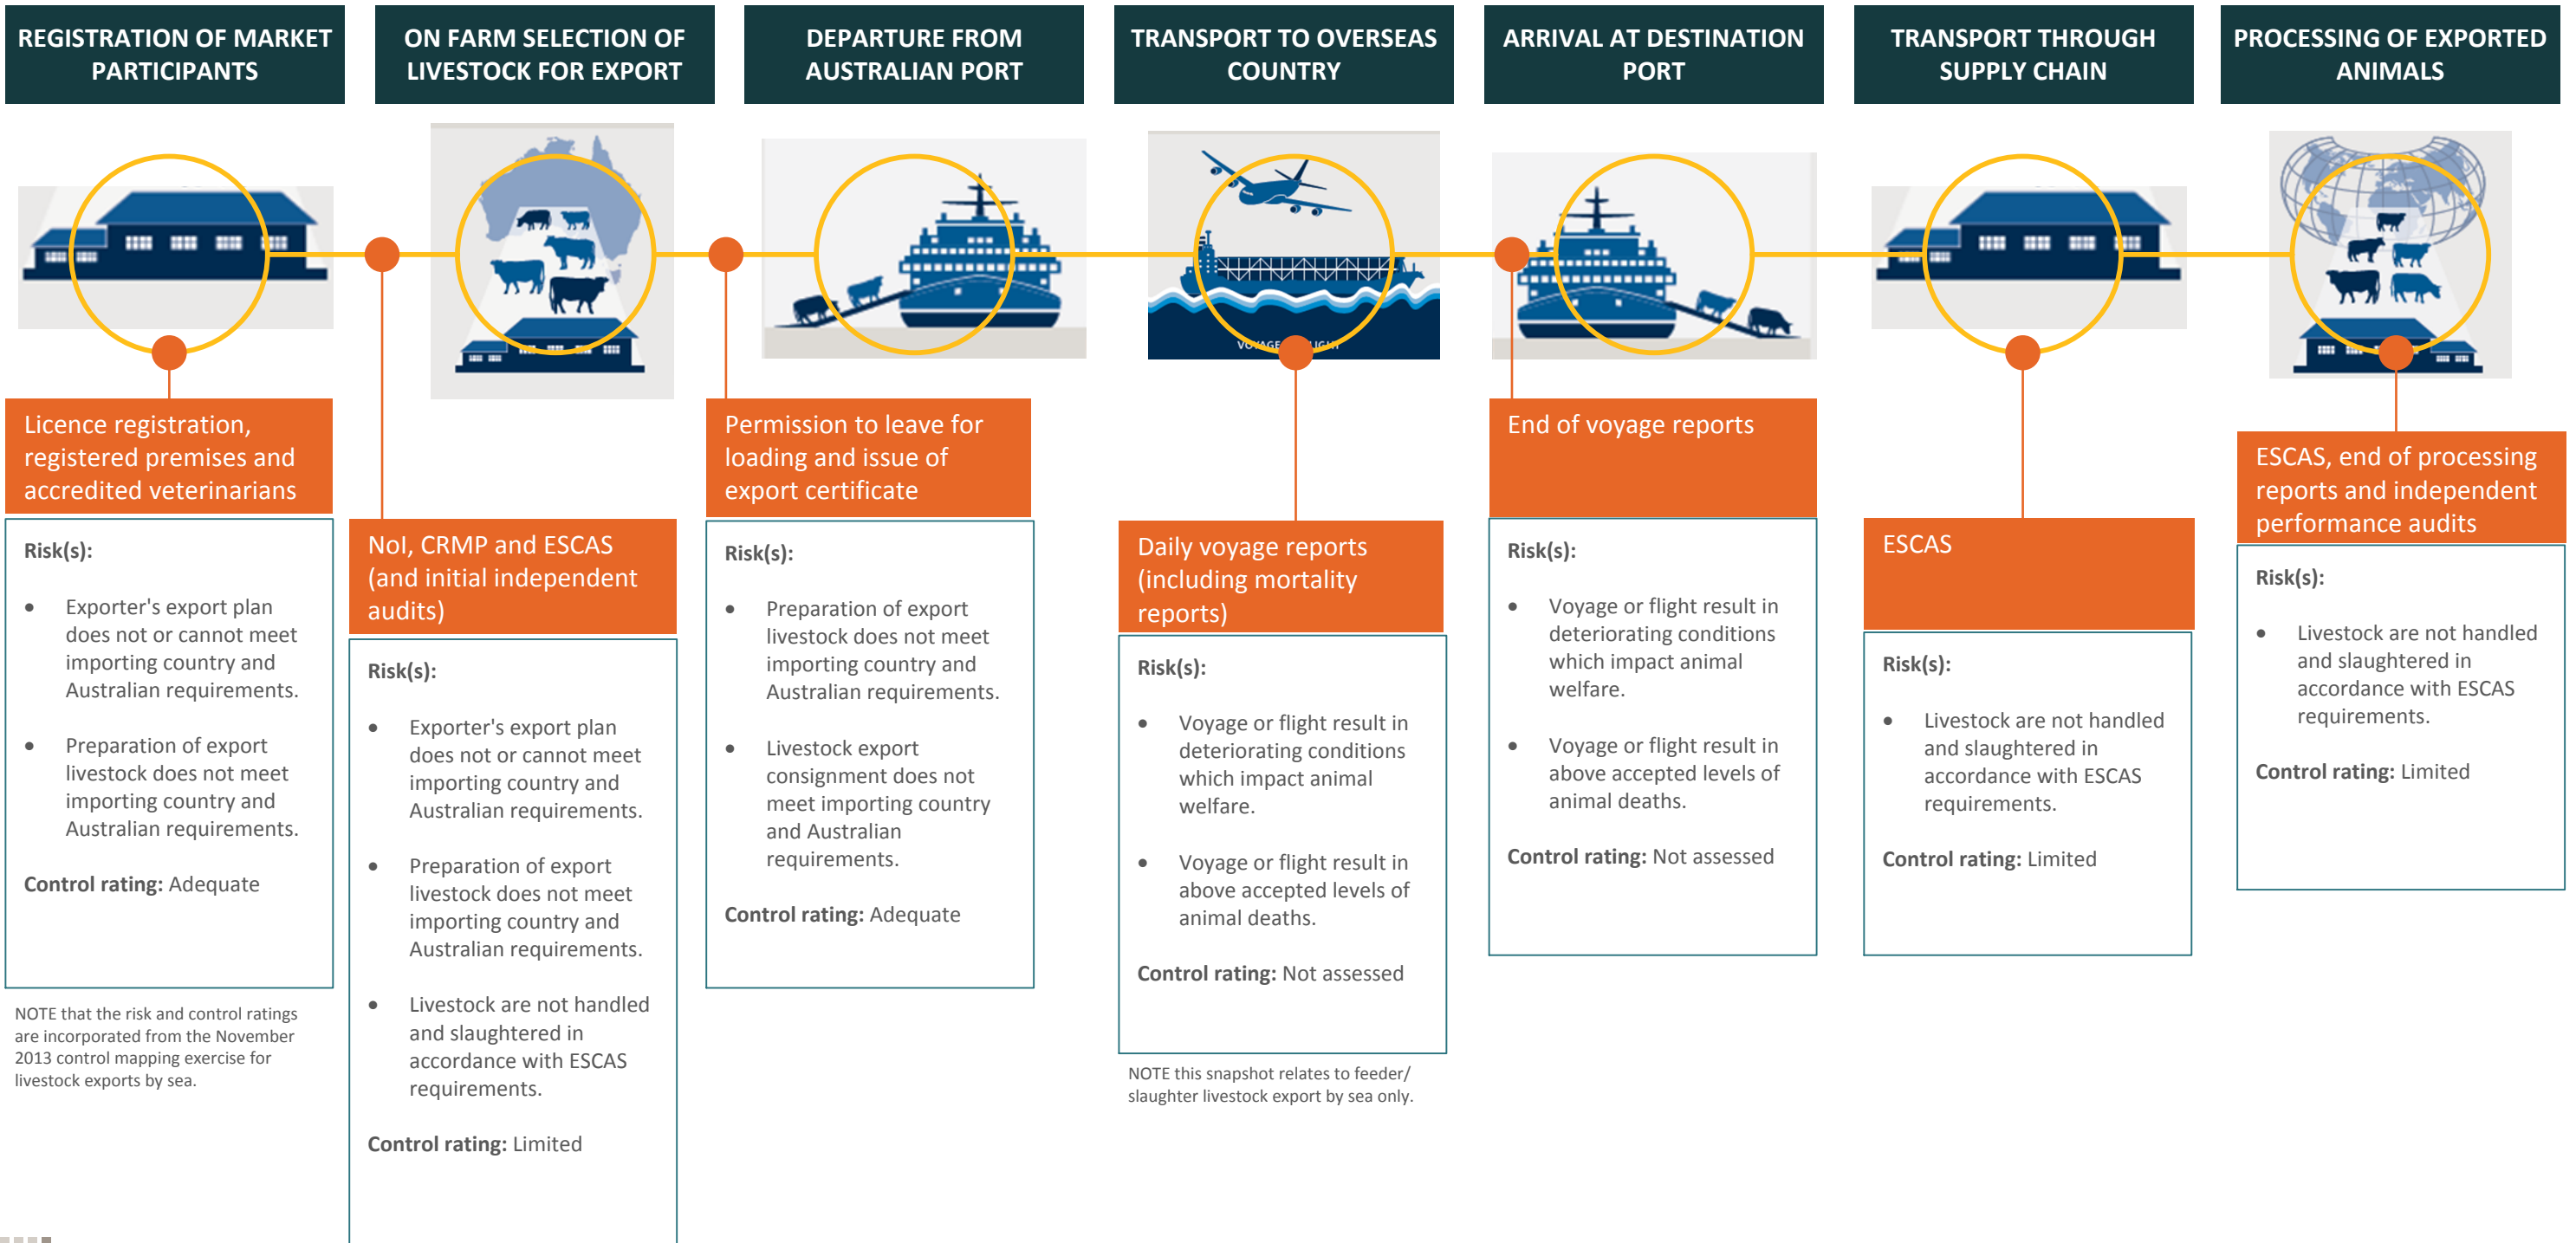 REGISTRATION OF MARKET
PARTICIPANTS
ON FARM SELECTION OF
LIVESTOCK FOR EXPORT
DEPARTURE FROM
AUSTRALIAN PORT
TRANSPORT TO OVERSEAS
COUNTRY
ARRIVAL AT DESTINATION
PORT
TRANSPORT THROUGH
SUPPLY CHAIN
PROCESSING OF EXPORTED
ANIMALS
Licence registration,
registered premises and
accredited veterinarians
Risk(s):
• Exporter's export plan
does not or cannot meet
importing country and
Australian requirements.
• Preparation of export
livestock does not meet
importing country and
Australian requirements.
Control rating: Adequate
NOTE that the risk and control ratings
are incorporated from the November
2013 control mapping exercise for
livestock exports by sea.
NoI, CRMP and ESCAS
(and initial independent
audits)
Risk(s):
• Exporter's export plan
does not or cannot meet
importing country and
Australian requirements.
• Preparation of export
livestock does not meet
importing country and
Australian requirements.
• Livestock are not handled
and slaughtered in
accordance with ESCAS
requirements.
Control rating: Limited
Permission to leave for
loading and issue of
export certificate
Risk(s):
• Preparation of export
livestock does not meet
importing country and
Australian requirements.
• Livestock export
consignment does not
meet importing country
and Australian
requirements.
Control rating: Adequate
Daily voyage reports
(including mortality
reports)
Risk(s):
• Voyage or flight result in
deteriorating conditions
which impact animal
welfare.
• Voyage or flight result in
above accepted levels of
animal deaths.
Control rating: Not assessed
NOTE this snapshot relates to feeder/
slaughter livestock export by sea only.
End of voyage reports
Risk(s):
• Voyage or flight result in
deteriorating conditions
which impact animal
welfare.
• Voyage or flight result in
above accepted levels of
animal deaths.
Control rating: Not assessed
ESCAS
Risk(s):
• Livestock are not handled
and slaughtered in
accordance with ESCAS
requirements.
Control rating: Limited
ESCAS, end of processing
reports and independent
performance audits
Risk(s):
• Livestock are not handled
and slaughtered in
accordance with ESCAS
requirements.
Control rating: Limited